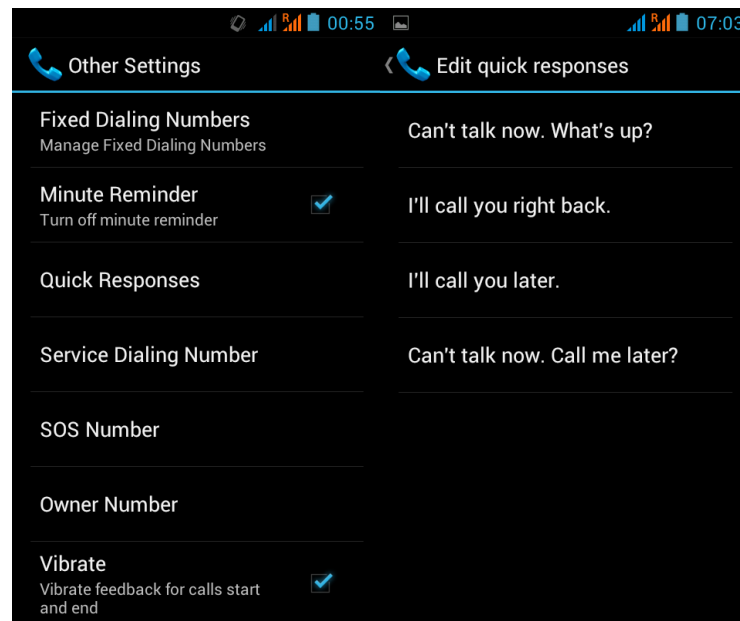 R 00:55
Other Settings
Fixed Dialing Numbers
Manage Fixed Dialing Numbers
Minute Reminder
Turn off minute reminder
Quick Responses
Service Dialing Number
SOS Number
Owner Number
Vibrate
Vibrate feedback for calls start
and end
R 07:03
Edit quick responses
Can't talk now. What's up?
I'll call you right back.
I'll call you later.
Can't talk now. Call me later?